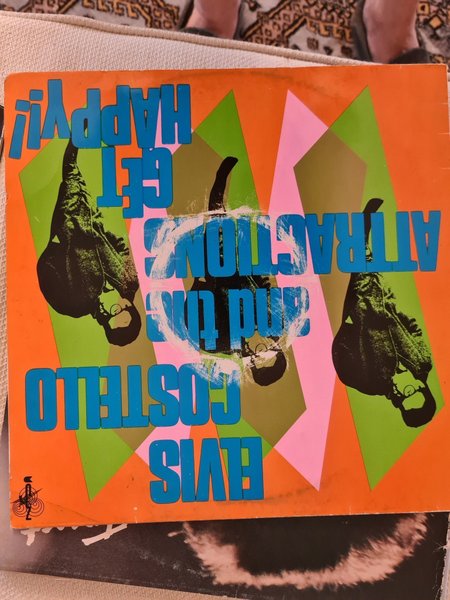 ELVIS
COSTELLO
and the
ATTRACTIONS
GET
HAPPY!!